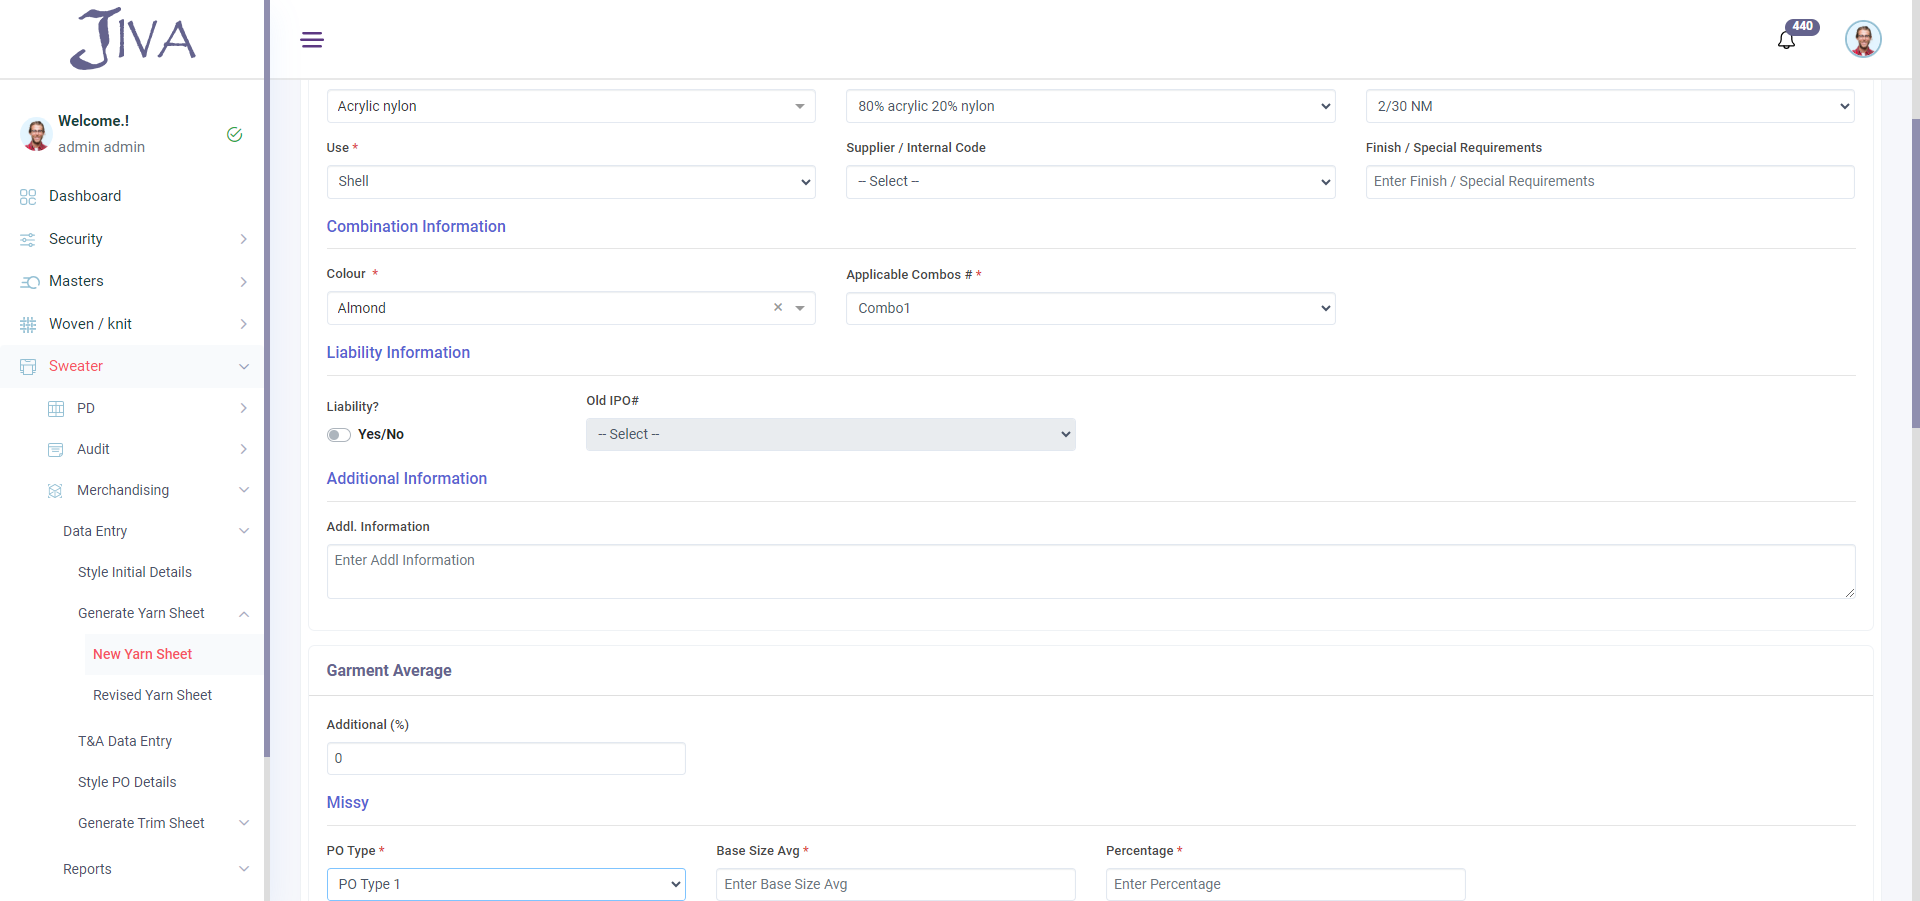 JIVA
440
Welcome.!
admin admin
Dashboard
Security
Masters
Woven / knit
Sweater
PD
Audit
Merchandising
Data Entry
Style Initial Details
Generate Yarn Sheet
New Yarn Sheet
Revised Yarn Sheet
T&A Data Entry
Style PO Details
Generate Trim Sheet
Reports
Acrylic nylon
80% acrylic 20% nylon
2/30 NM
Use *
Supplier / Internal Code
Finish / Special Requirements
Shell
-- Select --
Enter Finish / Special Requirements
Combination Information
Colour *
Applicable Combos # *
Almond
Combo1
Liability Information
Liability?
Old IPO#
Yes/No
-- Select --
Additional Information
Addl. Information
Enter Addl Information
Garment Average
Additional (%)
0
Missy
PO Type *
Base Size Avg *
Percentage *
PO Type 1
Enter Base Size Avg
Enter Percentage